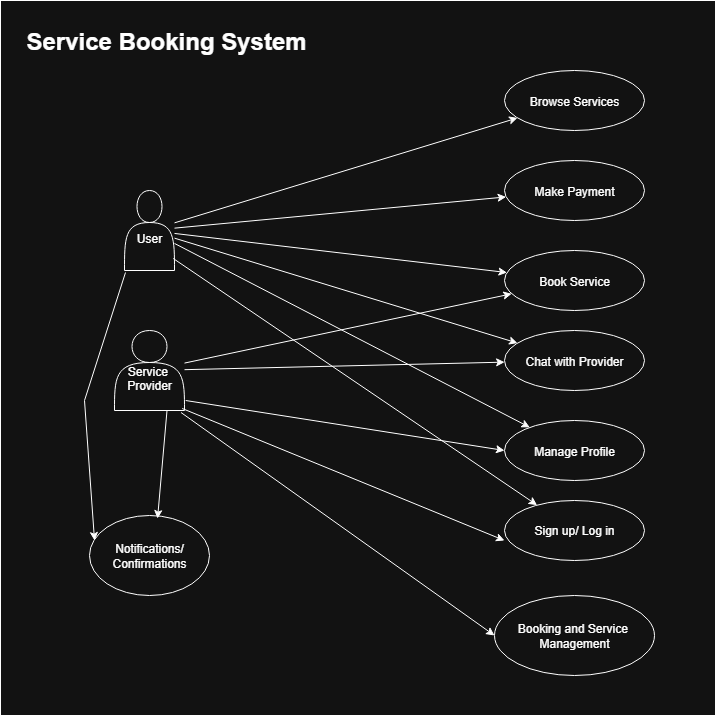 Service Booking System
Browse Services
Make Payment
User
Book Service
Chat with Provider
Service
Provider
Manage Profile
Sign up/ Log in
Notifications/
Confirmations
Booking and Service
Management